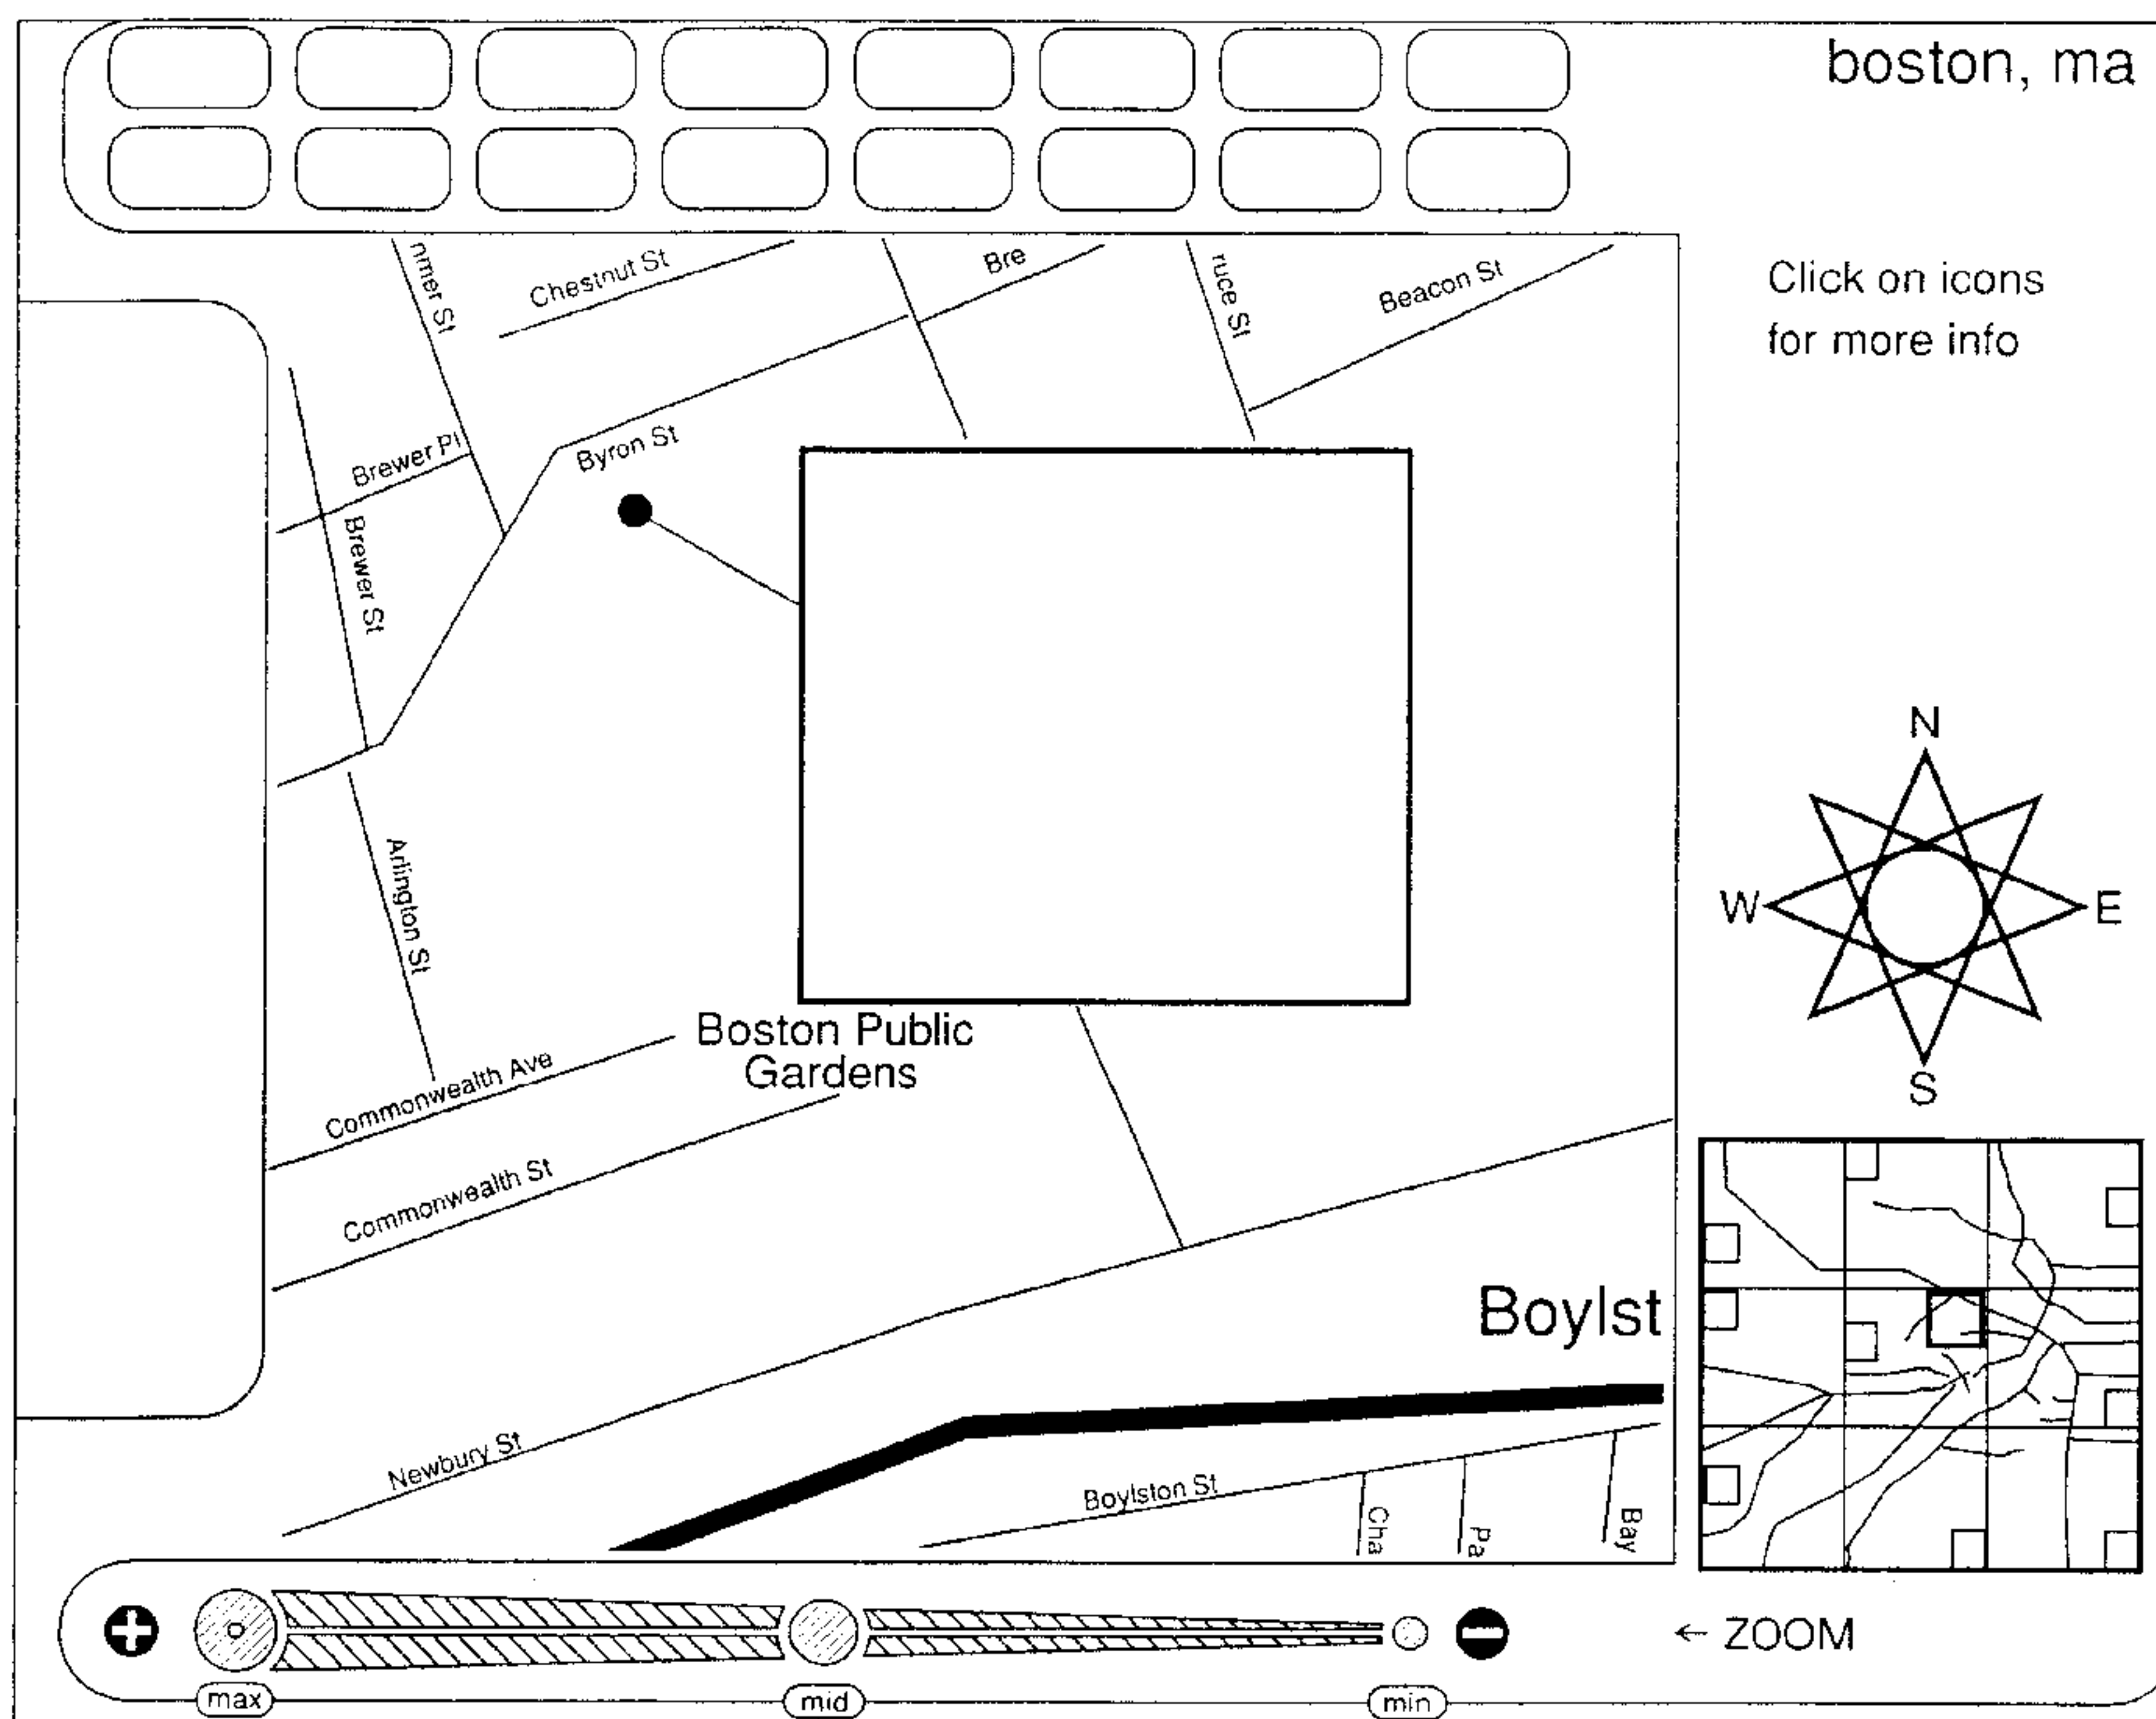 boston, ma
Click on icons
for more info
nmer St
Chestnut St
Bre
ruce St
Beacon St
Brewer Pl
Byron St
Brewer St
Arlington St
Boston Public
Gardens
Commonwealth Ave
Commonwealth St
N
W
E
S
Boylst
Newbury St
Boylston St
Cha
Pa
Bay
← ZOOM
max
mid
min